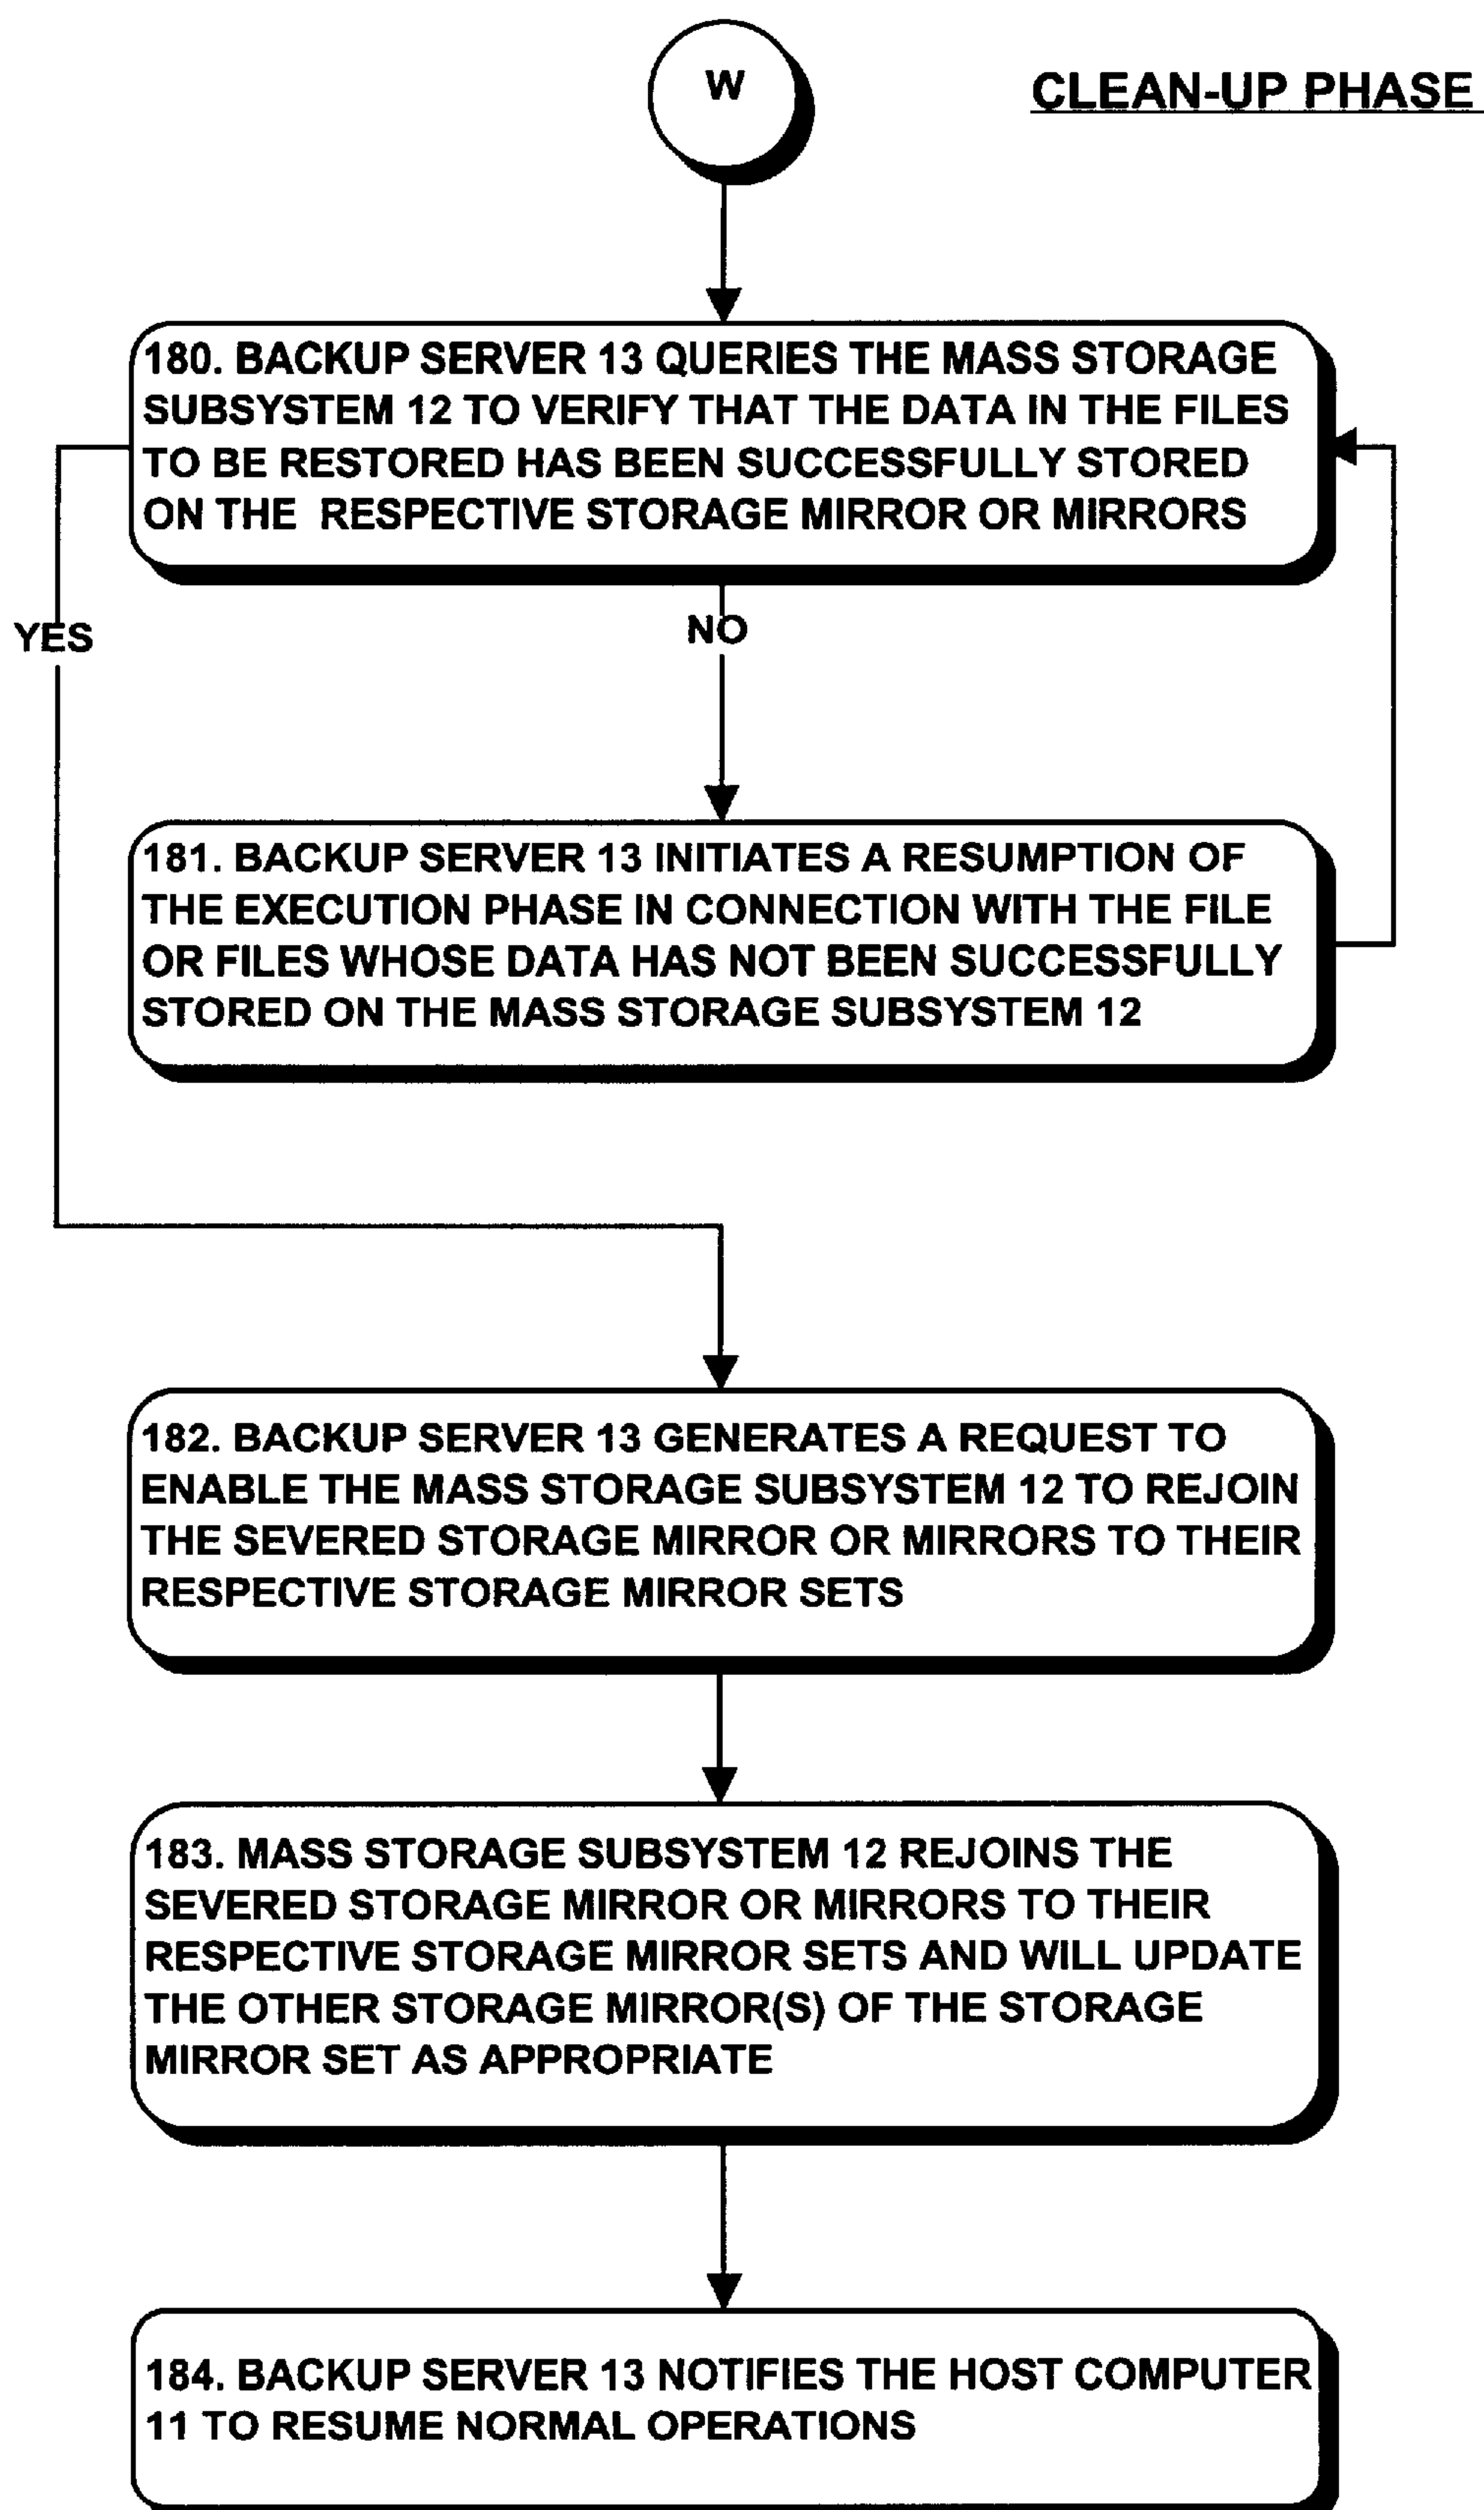 W
CLEAN-UP PHASE
180. BACKUP SERVER 13 QUERIES THE MASS STORAGE
SUBSYSTEM 12 TO VERIFY THAT THE DATA IN THE FILES
TO BE RESTORED HAS BEEN SUCCESSFULLY STORED
ON THE RESPECTIVE STORAGE MIRROR OR MIRRORS
YES
NO
181. BACKUP SERVER 13 INITIATES A RESUMPTION OF
THE EXECUTION PHASE IN CONNECTION WITH THE FILE
OR FILES WHOSE DATA HAS NOT BEEN SUCCESSFULLY
STORED ON THE MASS STORAGE SUBSYSTEM 12
182. BACKUP SERVER 13 GENERATES A REQUEST TO
ENABLE THE MASS STORAGE SUBSYSTEM 12 TO REJOIN
THE SEVERED STORAGE MIRROR OR MIRRORS TO THEIR
RESPECTIVE STORAGE MIRROR SETS
183. MASS STORAGE SUBSYSTEM 12 REJOINS THE
SEVERED STORAGE MIRROR OR MIRRORS TO THEIR
RESPECTIVE STORAGE MIRROR SETS AND WILL UPDATE
THE OTHER STORAGE MIRROR(S) OF THE STORAGE
MIRROR SET AS APPROPRIATE
184. BACKUP SERVER 13 NOTIFIES THE HOST COMPUTER
11 TO RESUME NORMAL OPERATIONS